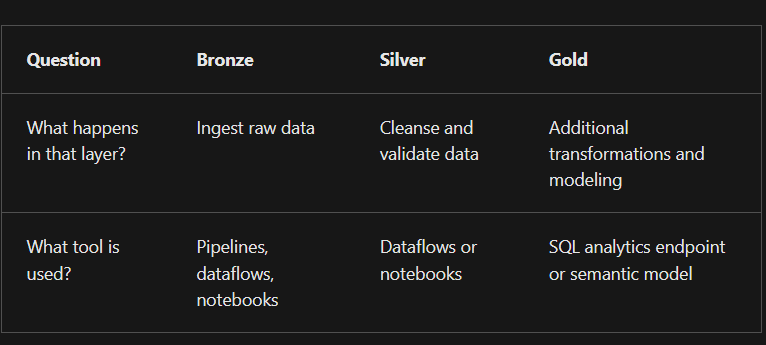 Question Bronze Silver Gold
What happens Ingest raw data Cleanse and Additional
in that layer? validate data transformations and
modeling
What tool is Pipelines, Dataflows or SQL analytics endpoint
used? dataflows, notebooks or semantic model
notebooks